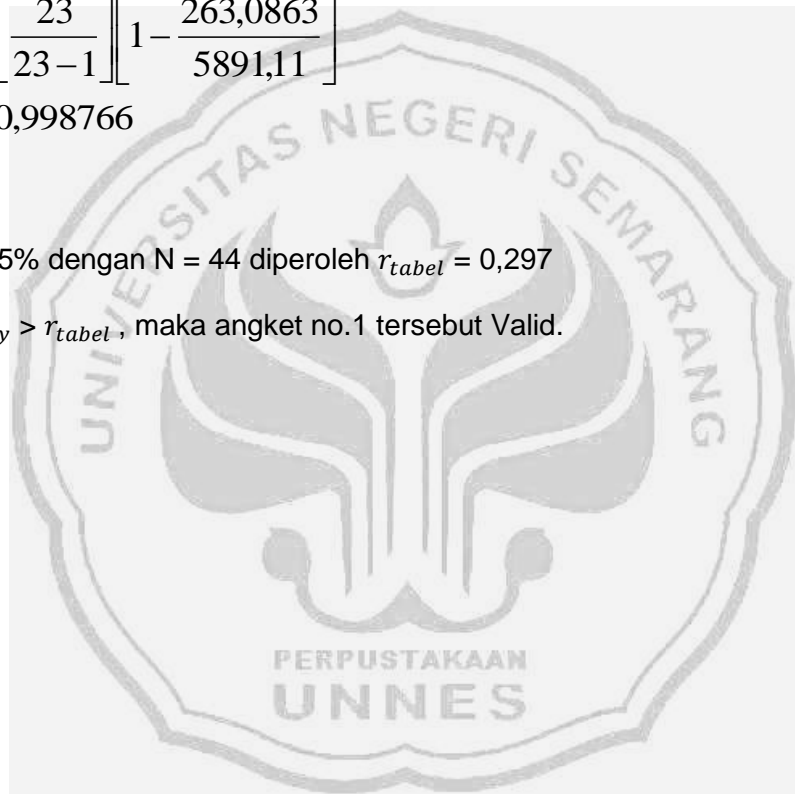 [23/(23−1)][1−263,0863/5891,11]
0,998766
5% dengan N = 44 diperoleh r_tabel = 0,297
y > r_tabel , maka angket no.1 tersebut Valid.
UNIVERSITAS NEGERI SEMARANG
PERPUSTAKAAN
UNNES